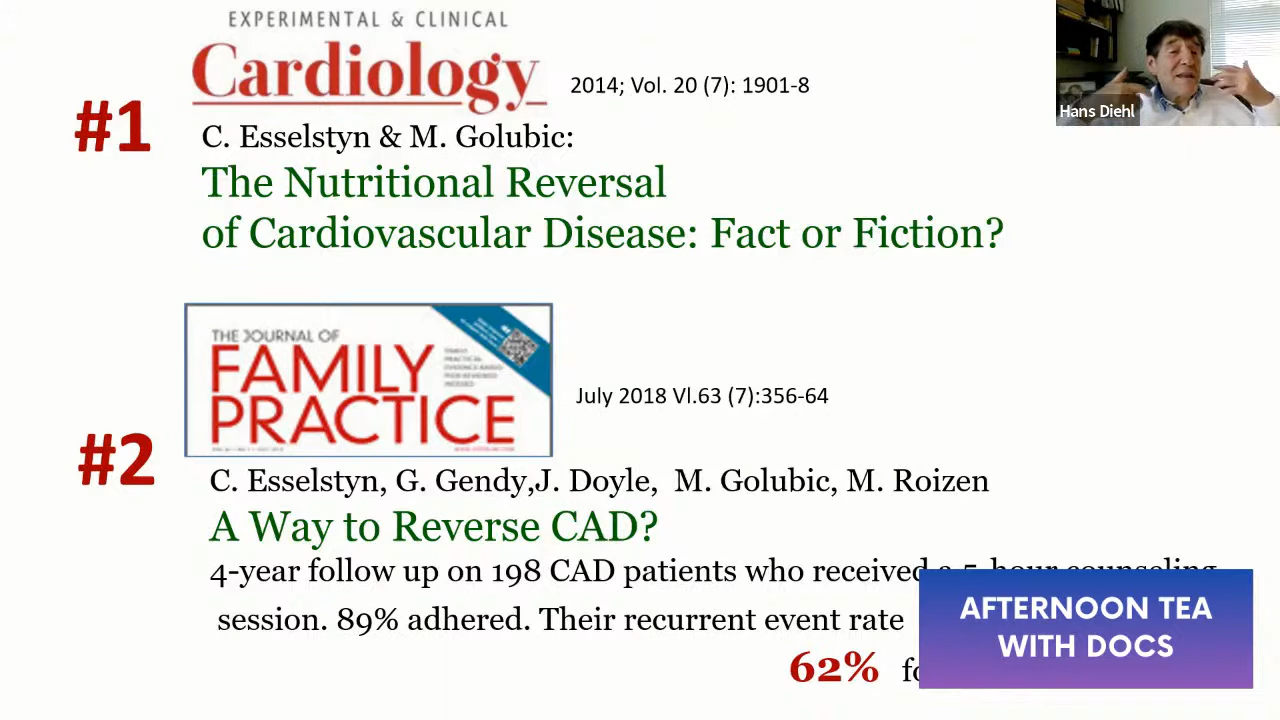 EXPERIMENTAL & CLINICAL
Cardiology
2014; Vol. 20 (7): 1901-8
Hans Diehl
#1
C. Esselstyn & M. Golubic:
The Nutritional Reversal
of Cardiovascular Disease: Fact or Fiction?
THE JOURNAL OF
FAMILY
PRACTICE
July 2018 Vl.63 (7):356-64
#2
C. Esselstyn, G. Gendy,J. Doyle, M. Golubic, M. Roizen
A Way to Reverse CAD?
4-year follow up on 198 CAD patients who received a 5-hour counseling
session. 89% adhered. Their recurrent event rate
62%
AFTERNOON TEA
WITH DOCS